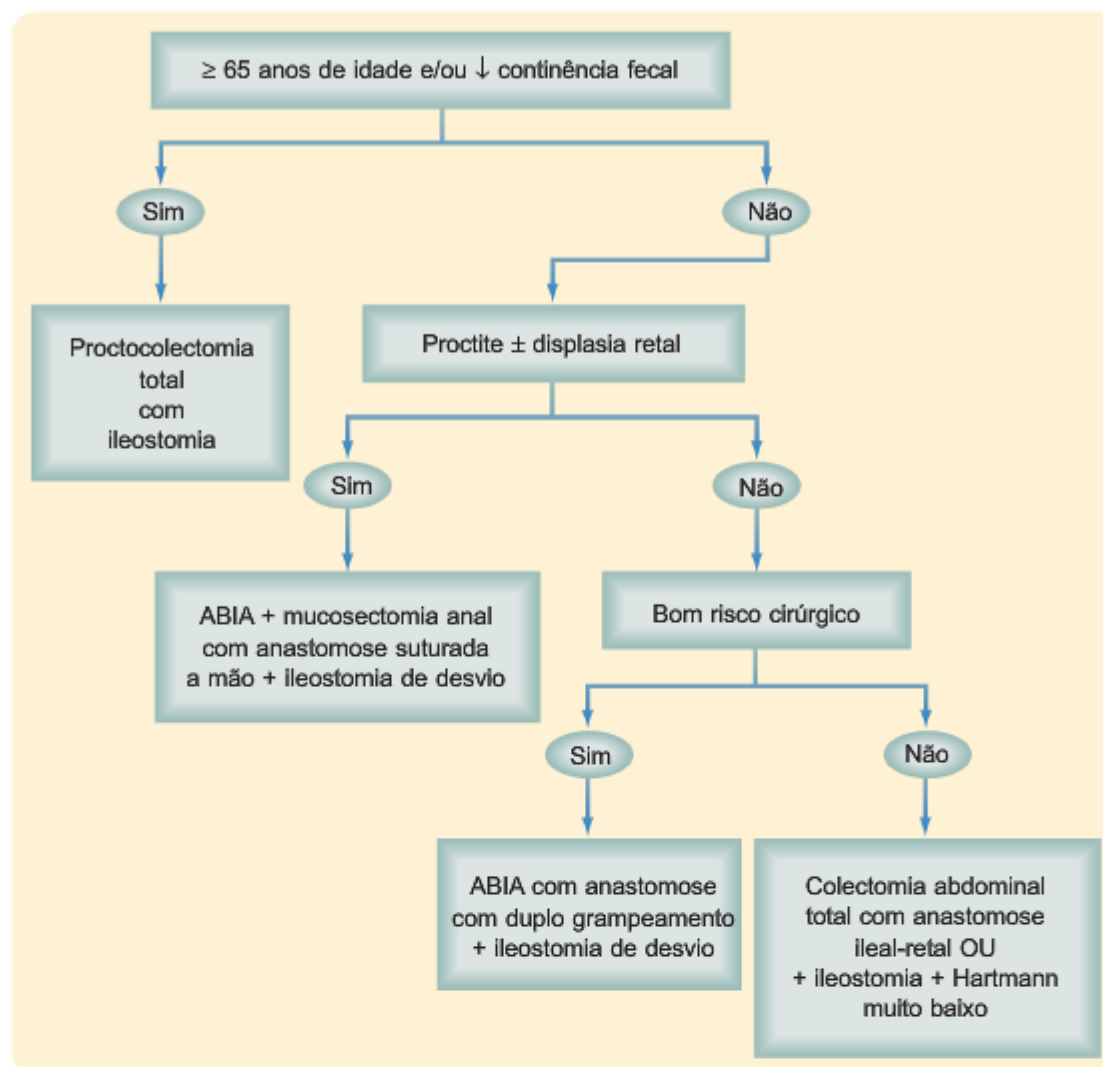 ≥ 65 anos de idade e/ou ↓ continência fecal
Sim
Não
Proctocolectomia
total
com
ileostomia
Proctite ± displasia retal
Sim
Não
ABIA + mucosectomia anal
com anastomose suturada
a mão + ileostomia de desvio
Bom risco cirúrgico
Sim
Não
ABIA com anastomose
com duplo grampeamento
+ ileostomia de desvio
Colectomia abdominal
total com anastomose
ileal-retal OU
+ ileostomia + Hartmann
muito baixo